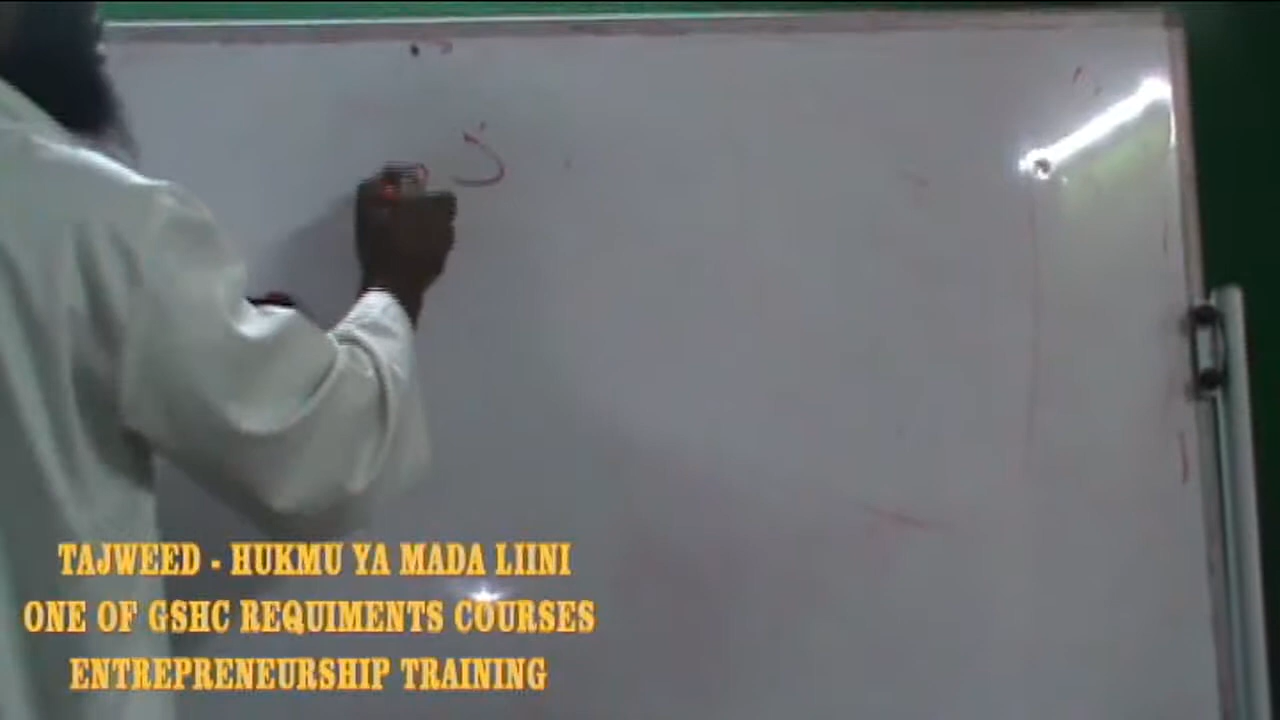 TAJWEED - HUKMU YA MADA LIINI
ONE OF GSHC REQUIMENTS COURSES
ENTREPRENEURSHIP TRAINING